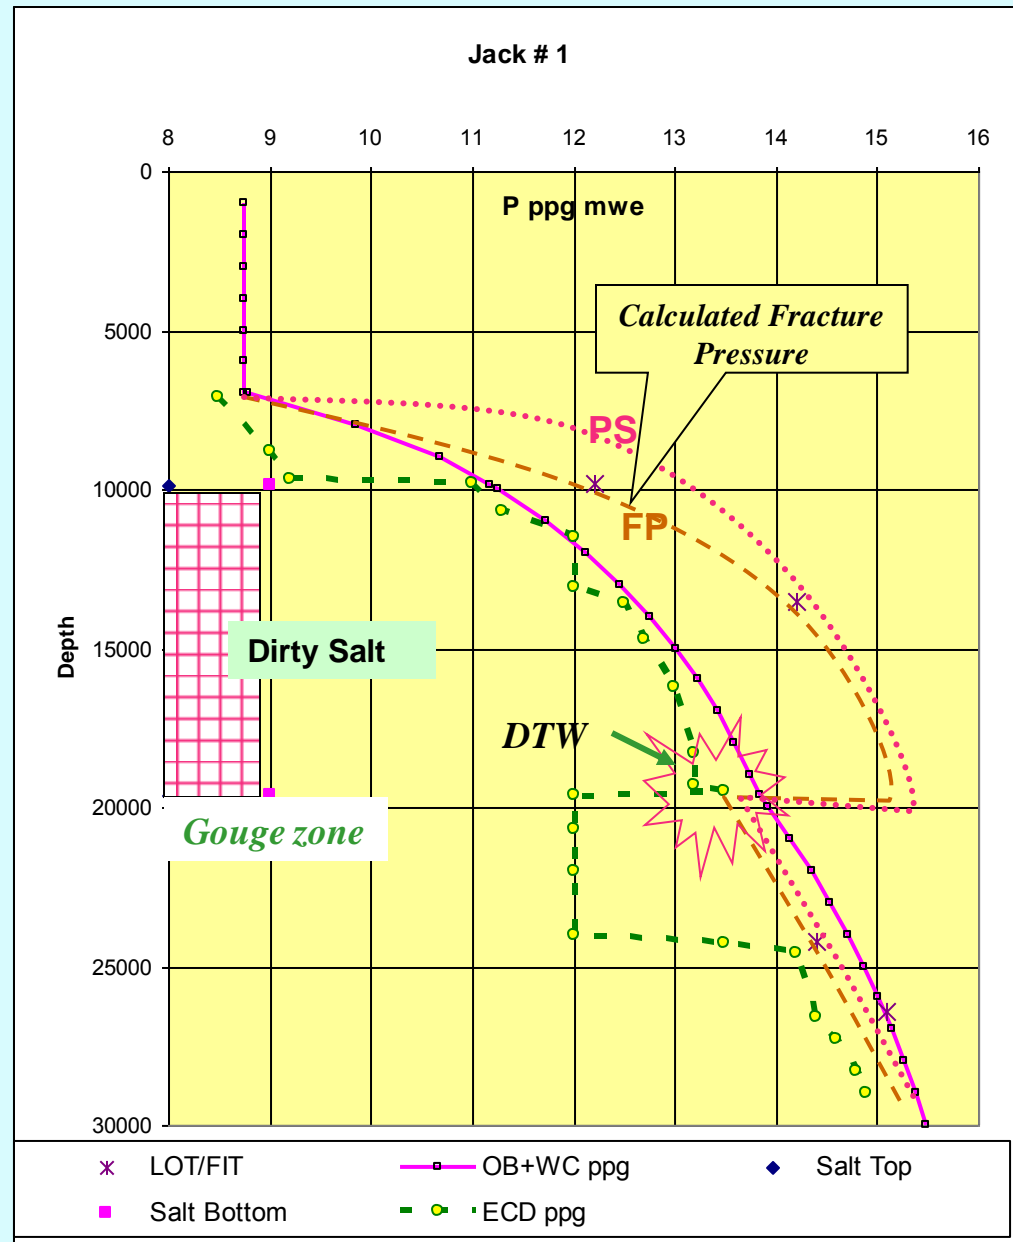 Jack # 1
8 9 10 11 12 13 14 15 16
0
P ppg mwe
5000
Calculated Fracture
Pressure
PS
10000
FP
Depth
15000
Dirty Salt
DTW
20000
Gouge zone
25000
30000
LOT/FIT OB+WC ppg Salt Top
Salt Bottom ECD ppg